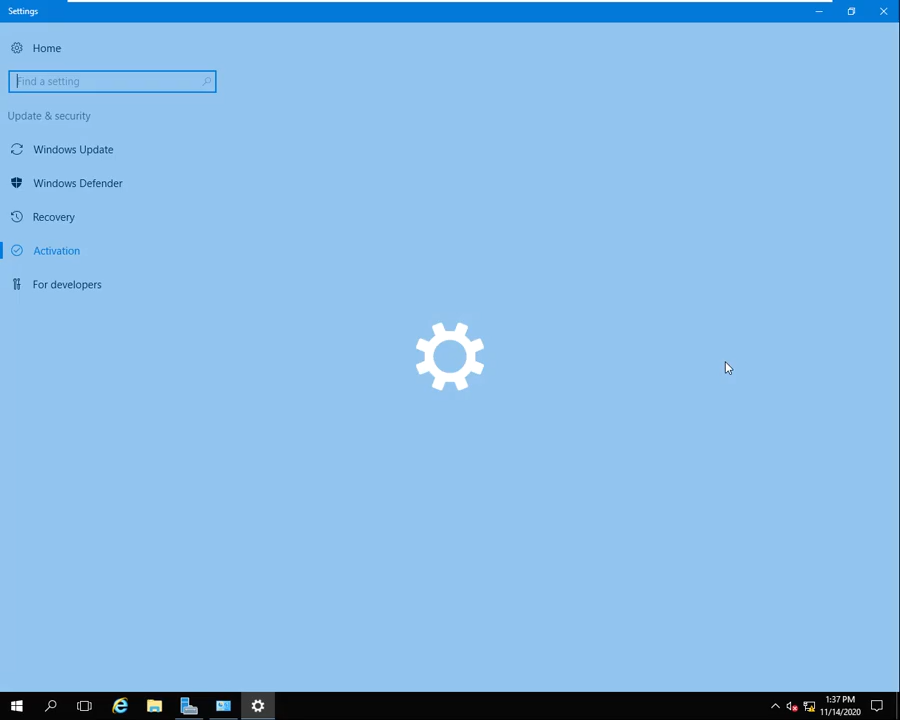 Settings
Home
Find a setting
Update & security
Windows Update
Windows Defender
Recovery
Activation
For developers
1:37 PM
11/14/2020